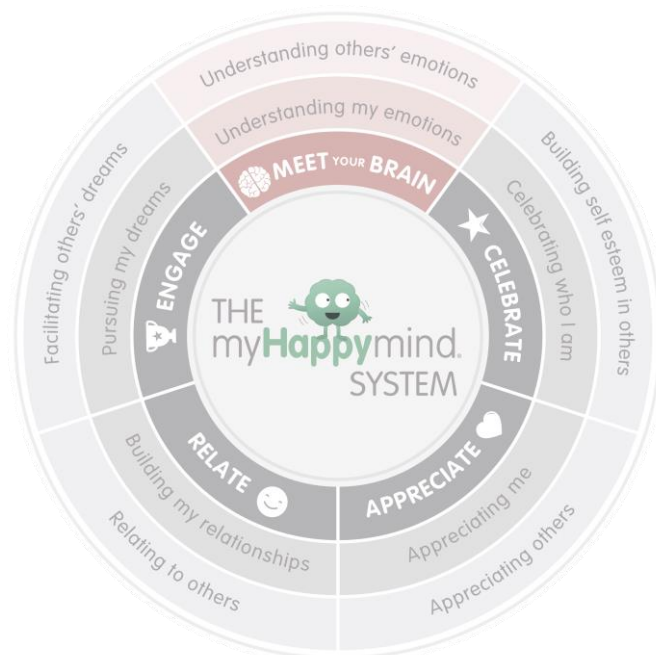 Understanding others' emotions
Understanding my emotions
MEET YOUR BRAIN
Building self esteem in others
Celebrating who I am
CELEBRATE
Appreciating others
Appreciating me
APPRECIATE
Relating to others
Building my relationships
RELATE
Facilitating others' dreams
Pursuing my dreams
ENGAGE
THE
myHappymind®
SYSTEM